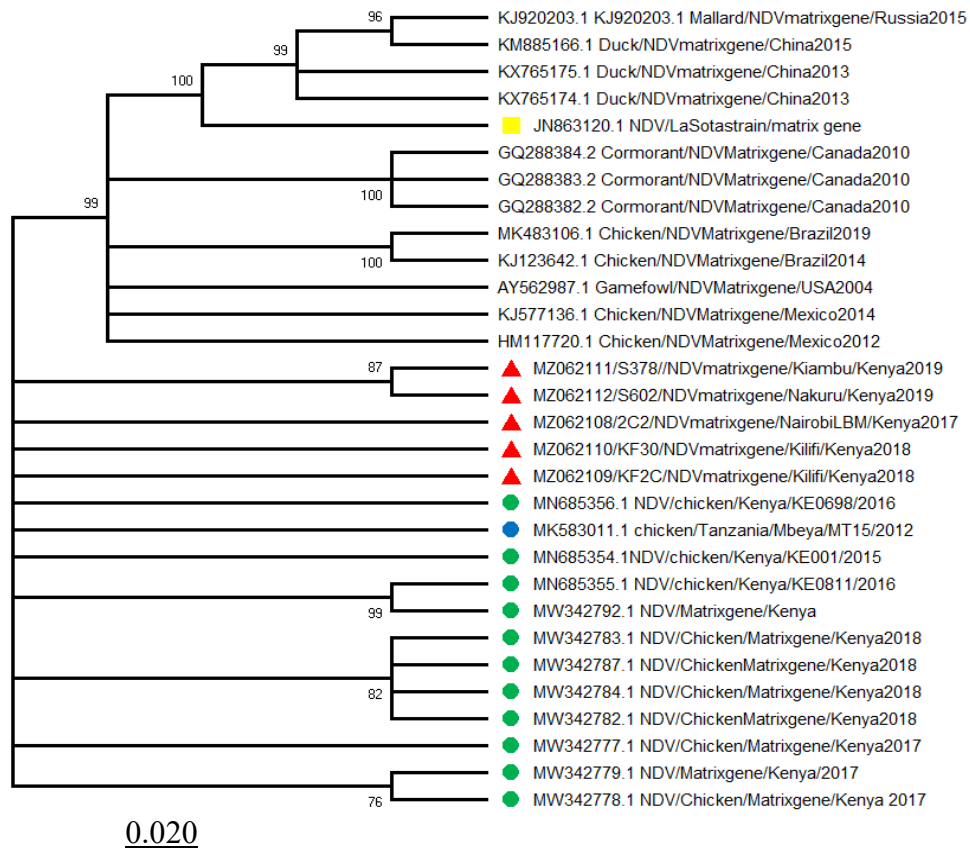 96
KJ920203.1 KJ920203.1 Mallard/NDVmatrixgene/Russia2015
KM885166.1 Duck/NDVmatrixgene/China2015
99
KX765175.1 Duck/NDVmatrixgene/China2013
100
KX765174.1 Duck/NDVmatrixgene/China2013
JN863120.1 NDV/LaSotastrain/matrix gene
GQ288384.2 Cormorant/NDVMatrixgene/Canada2010
GQ288383.2 Cormorant/NDVMatrixgene/Canada2010
100
GQ288382.2 Cormorant/NDVMatrixgene/Canada2010
99
MK483106.1 Chicken/NDVMatrixgene/Brazil2019
100
KJ123642.1 Chicken/NDVMatrixgene/Brazil2014
AY562987.1 Gamefowl/NDVMatrixgene/USA2004
KJ577136.1 Chicken/NDVMatrixgene/Mexico2014
HM117720.1 Chicken/NDVMatrixgene/Mexico2012
87
MZ062111/S378//NDVmatrixgene/Kiambu/Kenya2019
MZ062112/S602/NDVmatrixgene/Nakuru/Kenya2019
MZ062108/2C2/NDVmatrixgene/NairobiLBM/Kenya2017
MZ062110/KF30/NDVmatrixgene/Kilifi/Kenya2018
MZ062109/KF2C/NDVmatrixgene/Kilifi/Kenya2018
MN685356.1 NDV/chicken/Kenya/KE0698/2016
MK583011.1 chicken/Tanzania/Mbeya/MT15/2012
MN685354.1NDV/chicken/Kenya/KE001/2015
MN685355.1 NDV/chicken/Kenya/KE0811/2016
99
MW342792.1 NDV/Matrixgene/Kenya
MW342783.1 NDV/Chicken/Matrixgene/Kenya2018
MW342787.1 NDV/ChickenMatrixgene/Kenya2018
82
MW342784.1 NDV/Chicken/Matrixgene/Kenya2018
MW342782.1 NDV/ChickenMatrixgene/Kenya2018
MW342777.1 NDV/Chicken/Matrixgene/Kenya2017
MW342779.1 NDV/Matrixgene/Kenya/2017
76
MW342778.1 NDV/Chicken/Matrixgene/Kenya 2017
0.020